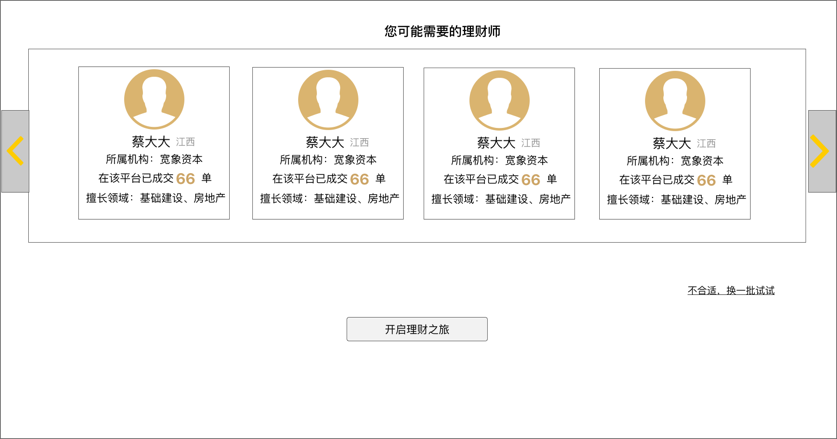 您可能需要的理财师
蔡大大 江西
所属机构：宽象资本
在该平台已成交 66 单
擅长领域：基础建设、房地产
蔡大大 江西
所属机构：宽象资本
在该平台已成交 66 单
擅长领域：基础建设、房地产
蔡大大 江西
所属机构：宽象资本
在该平台已成交 66 单
擅长领域：基础建设、房地产
蔡大大 江西
所属机构：宽象资本
在该平台已成交 66 单
擅长领域：基础建设、房地产
不合适，换一批试试
开启理财之旅